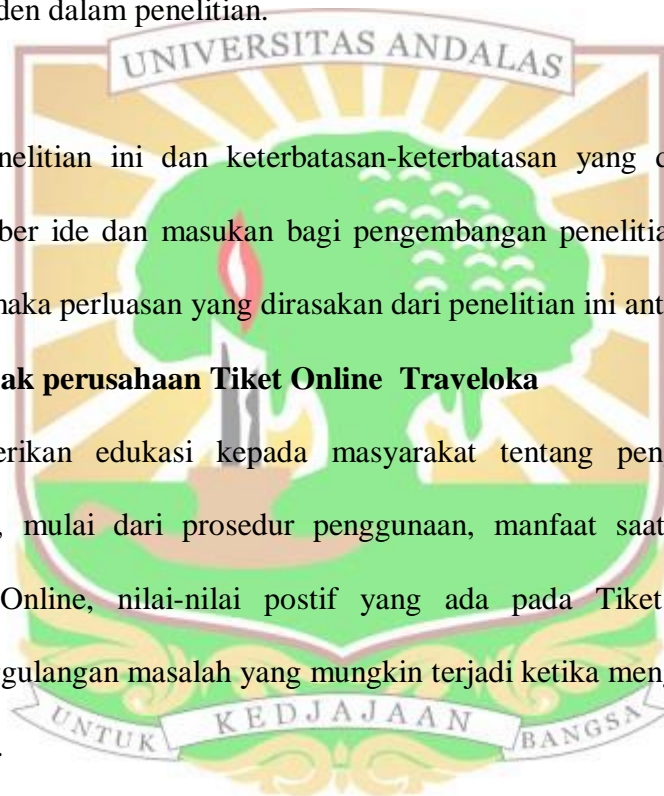 den dalam penelitian.
UNIVERSITAS ANDALAS
nelitian ini dan keterbatasan-keterbatasan yang
ber ide dan masukan bagi pengembangan penelitia
naka perluasan yang dirasakan dari penelitian ini ant
ak perusahaan Tiket Online Traveloka
erikan edukasi kepada masyarakat tentang pen
, mulai dari prosedur penggunaan, manfaat saat
Online, nilai-nilai postif yang ada pada Tiket
ggulangan masalah yang mungkin terjadi ketika men
UNTUK KEDJAJAAN BANGSA
.